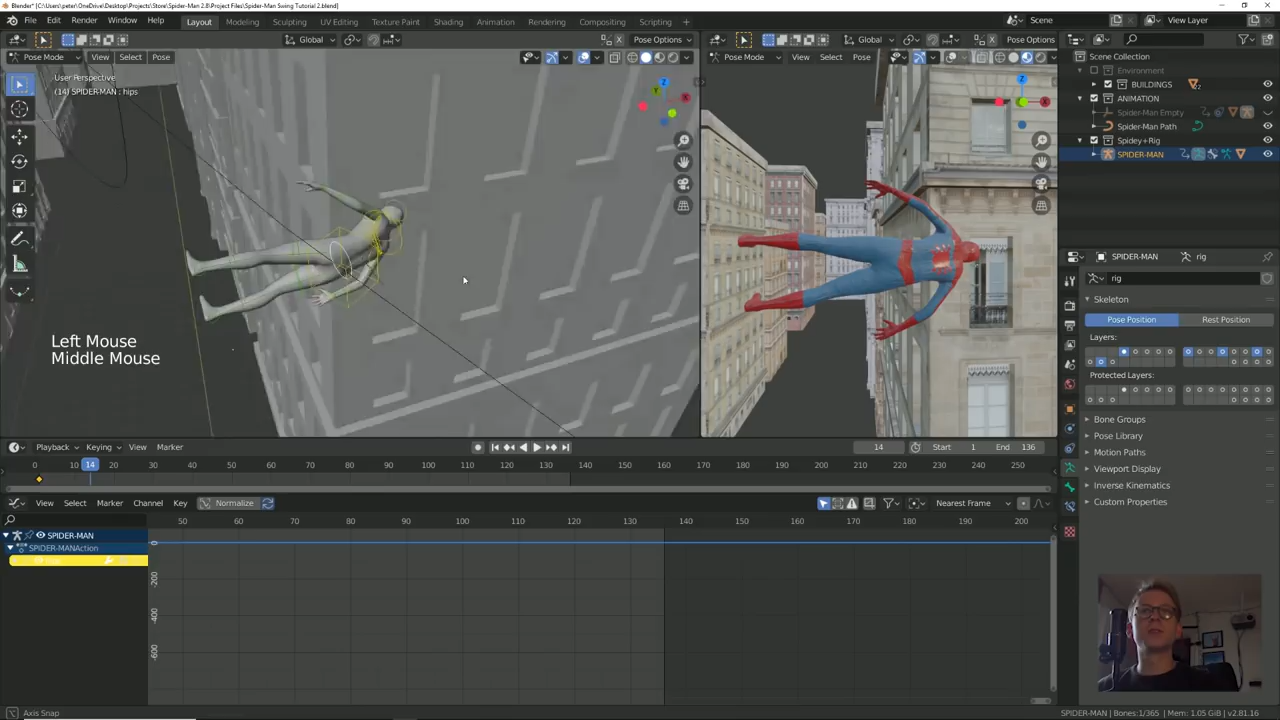 Blender* [C:\Users\peter\OneDrive\Desktop\Projects\Store\Spider-Man 2.8\Project Files\Spider-Man Swing Tutorial 2.blend]
File Edit Render Window Help Layout Modeling Sculpting UV Editing Texture Paint Shading Animation Rendering Compositing Scripting Scene View Layer
Global Pose Options Global Pose Options
Pose Mode View Select Pose Pose Mode View Select Pose
User Perspective
(14) SPIDER-MAN : hips
Left Mouse
Middle Mouse
Scene Collection
Environment
BUILDINGS
ANIMATION
Spider-Man Empty
Spider-Man Path
Spidey+Rig
SPIDER-MAN
SPIDER-MAN rig
rig
Skeleton
Pose Position Rest Position
Layers:
Protected Layers:
Bone Groups
Pose Library
Motion Paths
Viewport Display
Inverse Kinematics
Custom Properties
Playback Keying View Marker 14 Start 1 End 136
0 10 14 20 30 40 50 60 70 80 90 100 110 120 130 140 150 160 170 180 190 200 210 220 230 240 250
View Select Marker Channel Key Normalize Nearest Frame
50 60 70 80 90 100 110 120 130 140 150 160 170 180 190 200
SPIDER-MAN
SPIDER-MANAction
0
-200
-400
-600
Axis Snap
SPIDER-MAN | Bones:1/365 | Mem: 1.05 GiB | v2.81.16